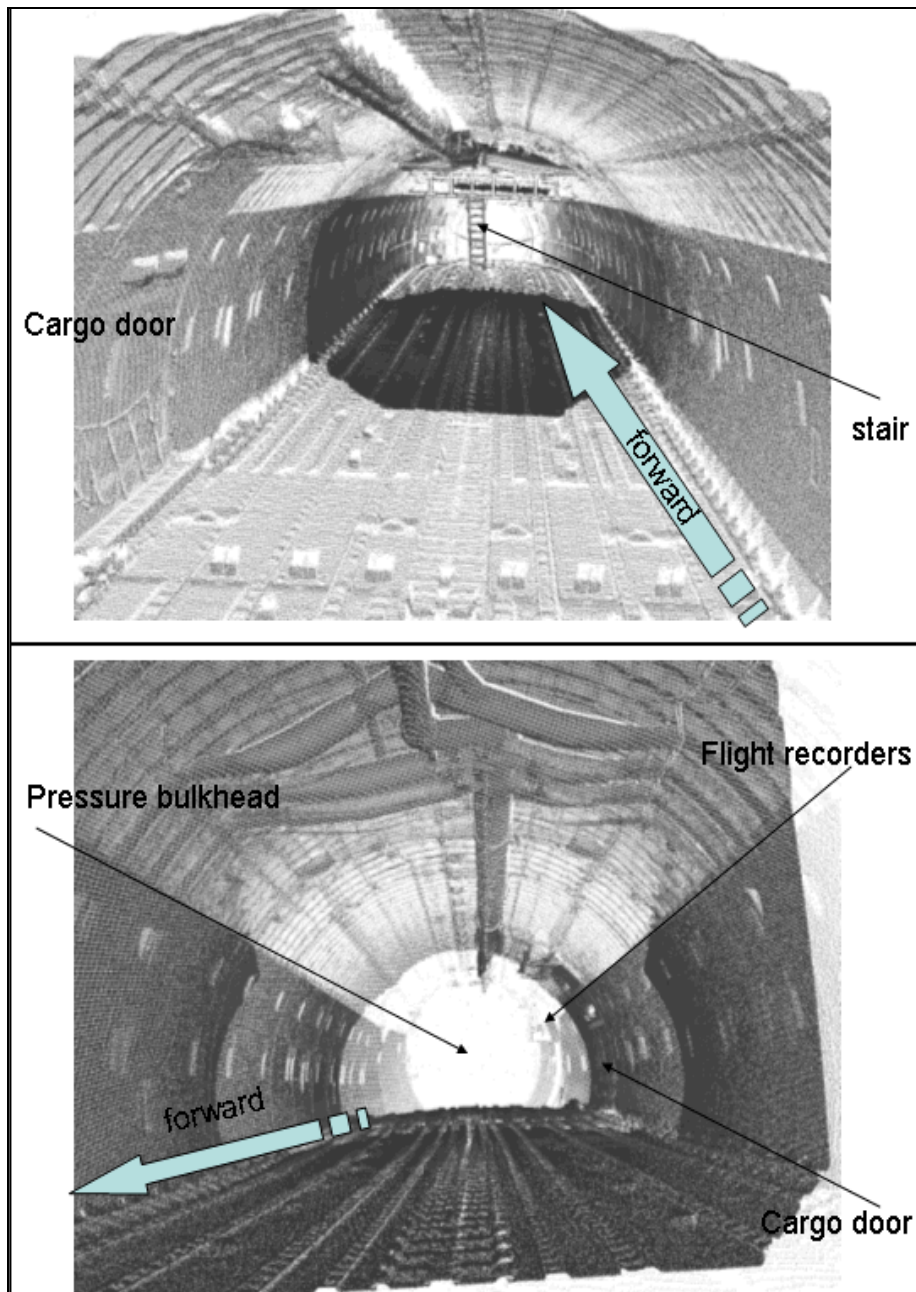 Cargo door
stair
forward
Flight recorders
Pressure bulkhead
forward
Cargo door